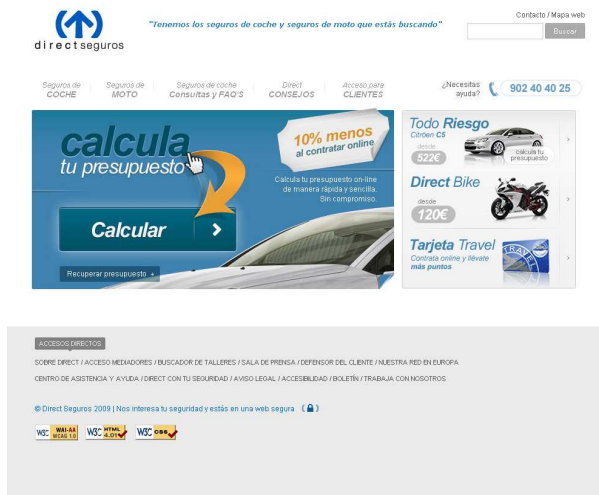 Contacto / Mapa web
"Tenemos los seguros de coche y seguros de moto que estás buscando"
Buscar
directseguros
Seguros de COCHE
Seguros de MOTO
Seguros de coche Consultas y FAQ'S
Direct CONSEJOS
Acceso para CLIENTES
¿Necesitas ayuda?
902 40 40 25
calcula
tu presupuesto
10% menos
al contratar online
Calcula tu presupuesto on-line
de manera rápida y sencilla.
Sin compromiso.
Calcular
Recuperar presupuesto
Todo Riesgo
Citroen C5
desde
522€
calcula tu
presupuesto
Direct Bike
desde
120€
Tarjeta Travel
Contrata online y llévate
más puntos
TRAVEL
ACCESOS DIRECTOS
SOBRE DIRECT / ACCESO MEDIADORES / BUSCADOR DE TALLERES / SALA DE PRENSA / DEFENSOR DEL CLIENTE / NUESTRA RED EN EUROPA
CENTRO DE ASISTENCIA Y AYUDA / DIRECT CON TU SEGURIDAD / AVISO LEGAL / ACCESIBILIDAD / BOLETÍN / TRABAJA CON NOSOTROS
© Direct Seguros 2009 | Nos interesa tu seguridad y estás en una web segura
W3C WAI-AA WCAG 1.0
W3C HTML 4.01
W3C css